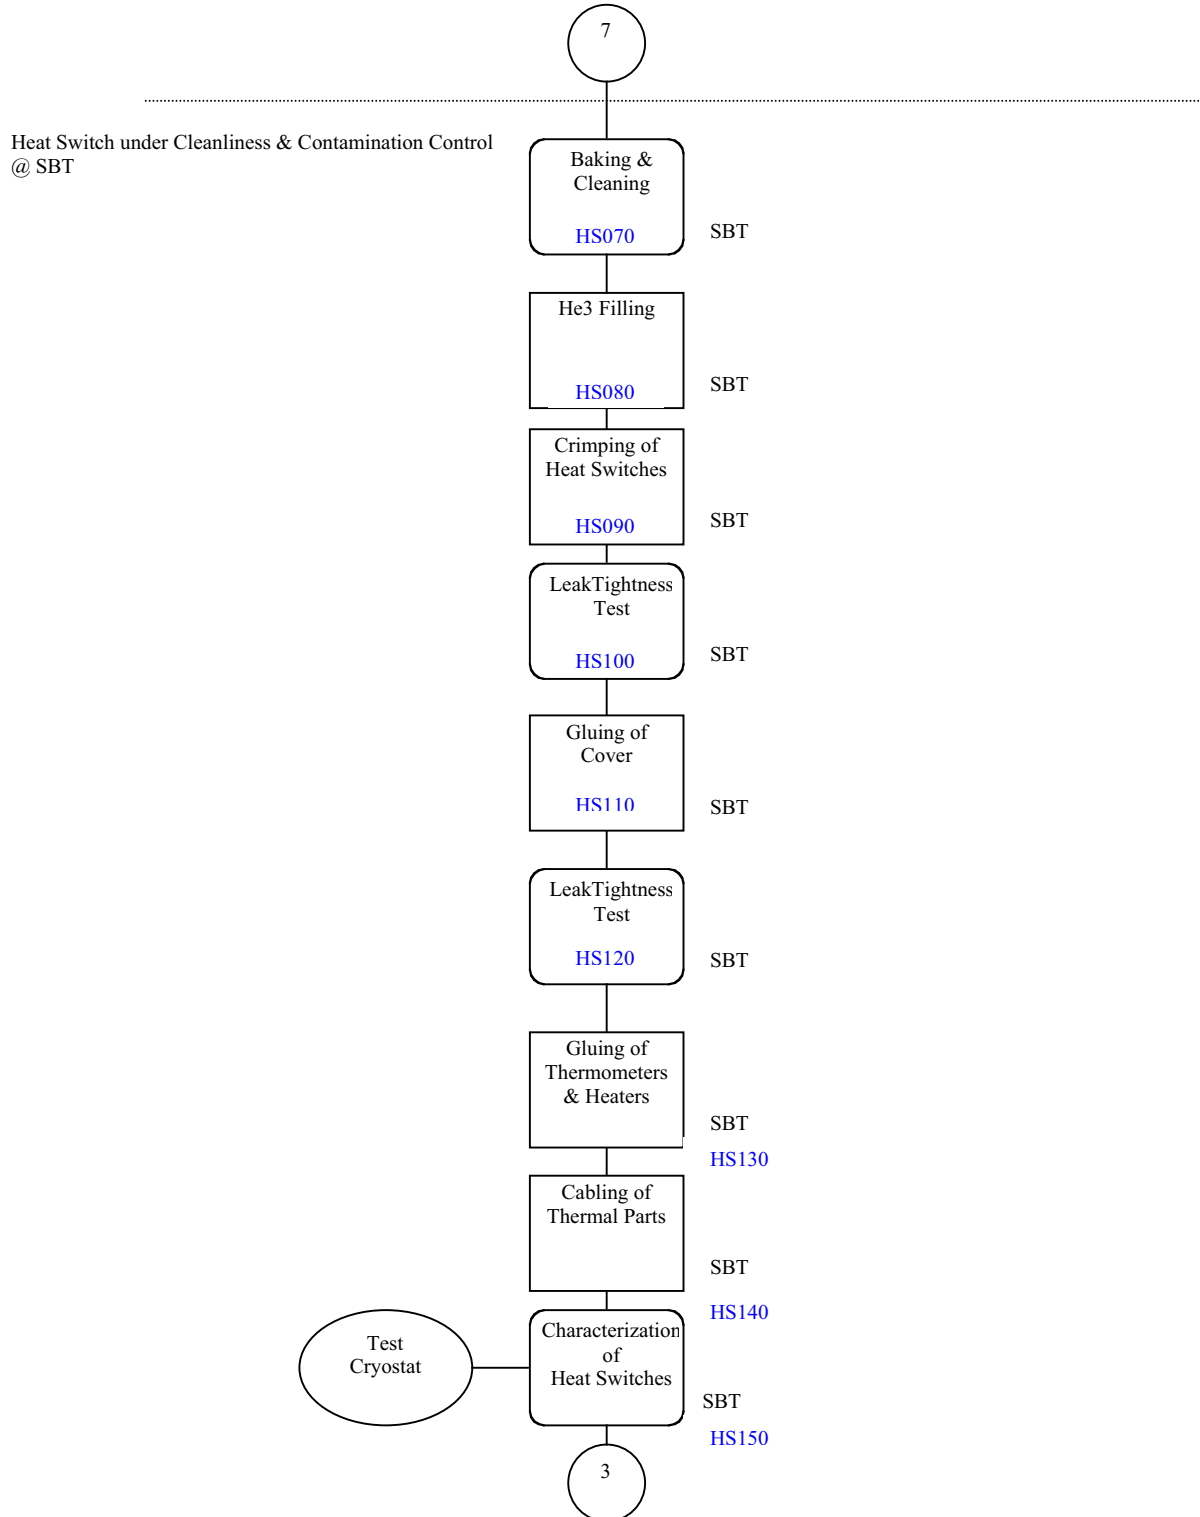 7
Heat Switch under Cleanliness & Contamination Control
@ SBT
Baking &
Cleaning
HS070
SBT
He3 Filling
HS080
SBT
Crimping of
Heat Switches
HS090
SBT
LeakTightness
Test
HS100
SBT
Gluing of
Cover
HS110
SBT
LeakTightness
Test
HS120
SBT
Gluing of
Thermometers
& Heaters
SBT
HS130
Cabling of
Thermal Parts
SBT
HS140
Test
Cryostat
Characterization
of
Heat Switches
SBT
HS150
3